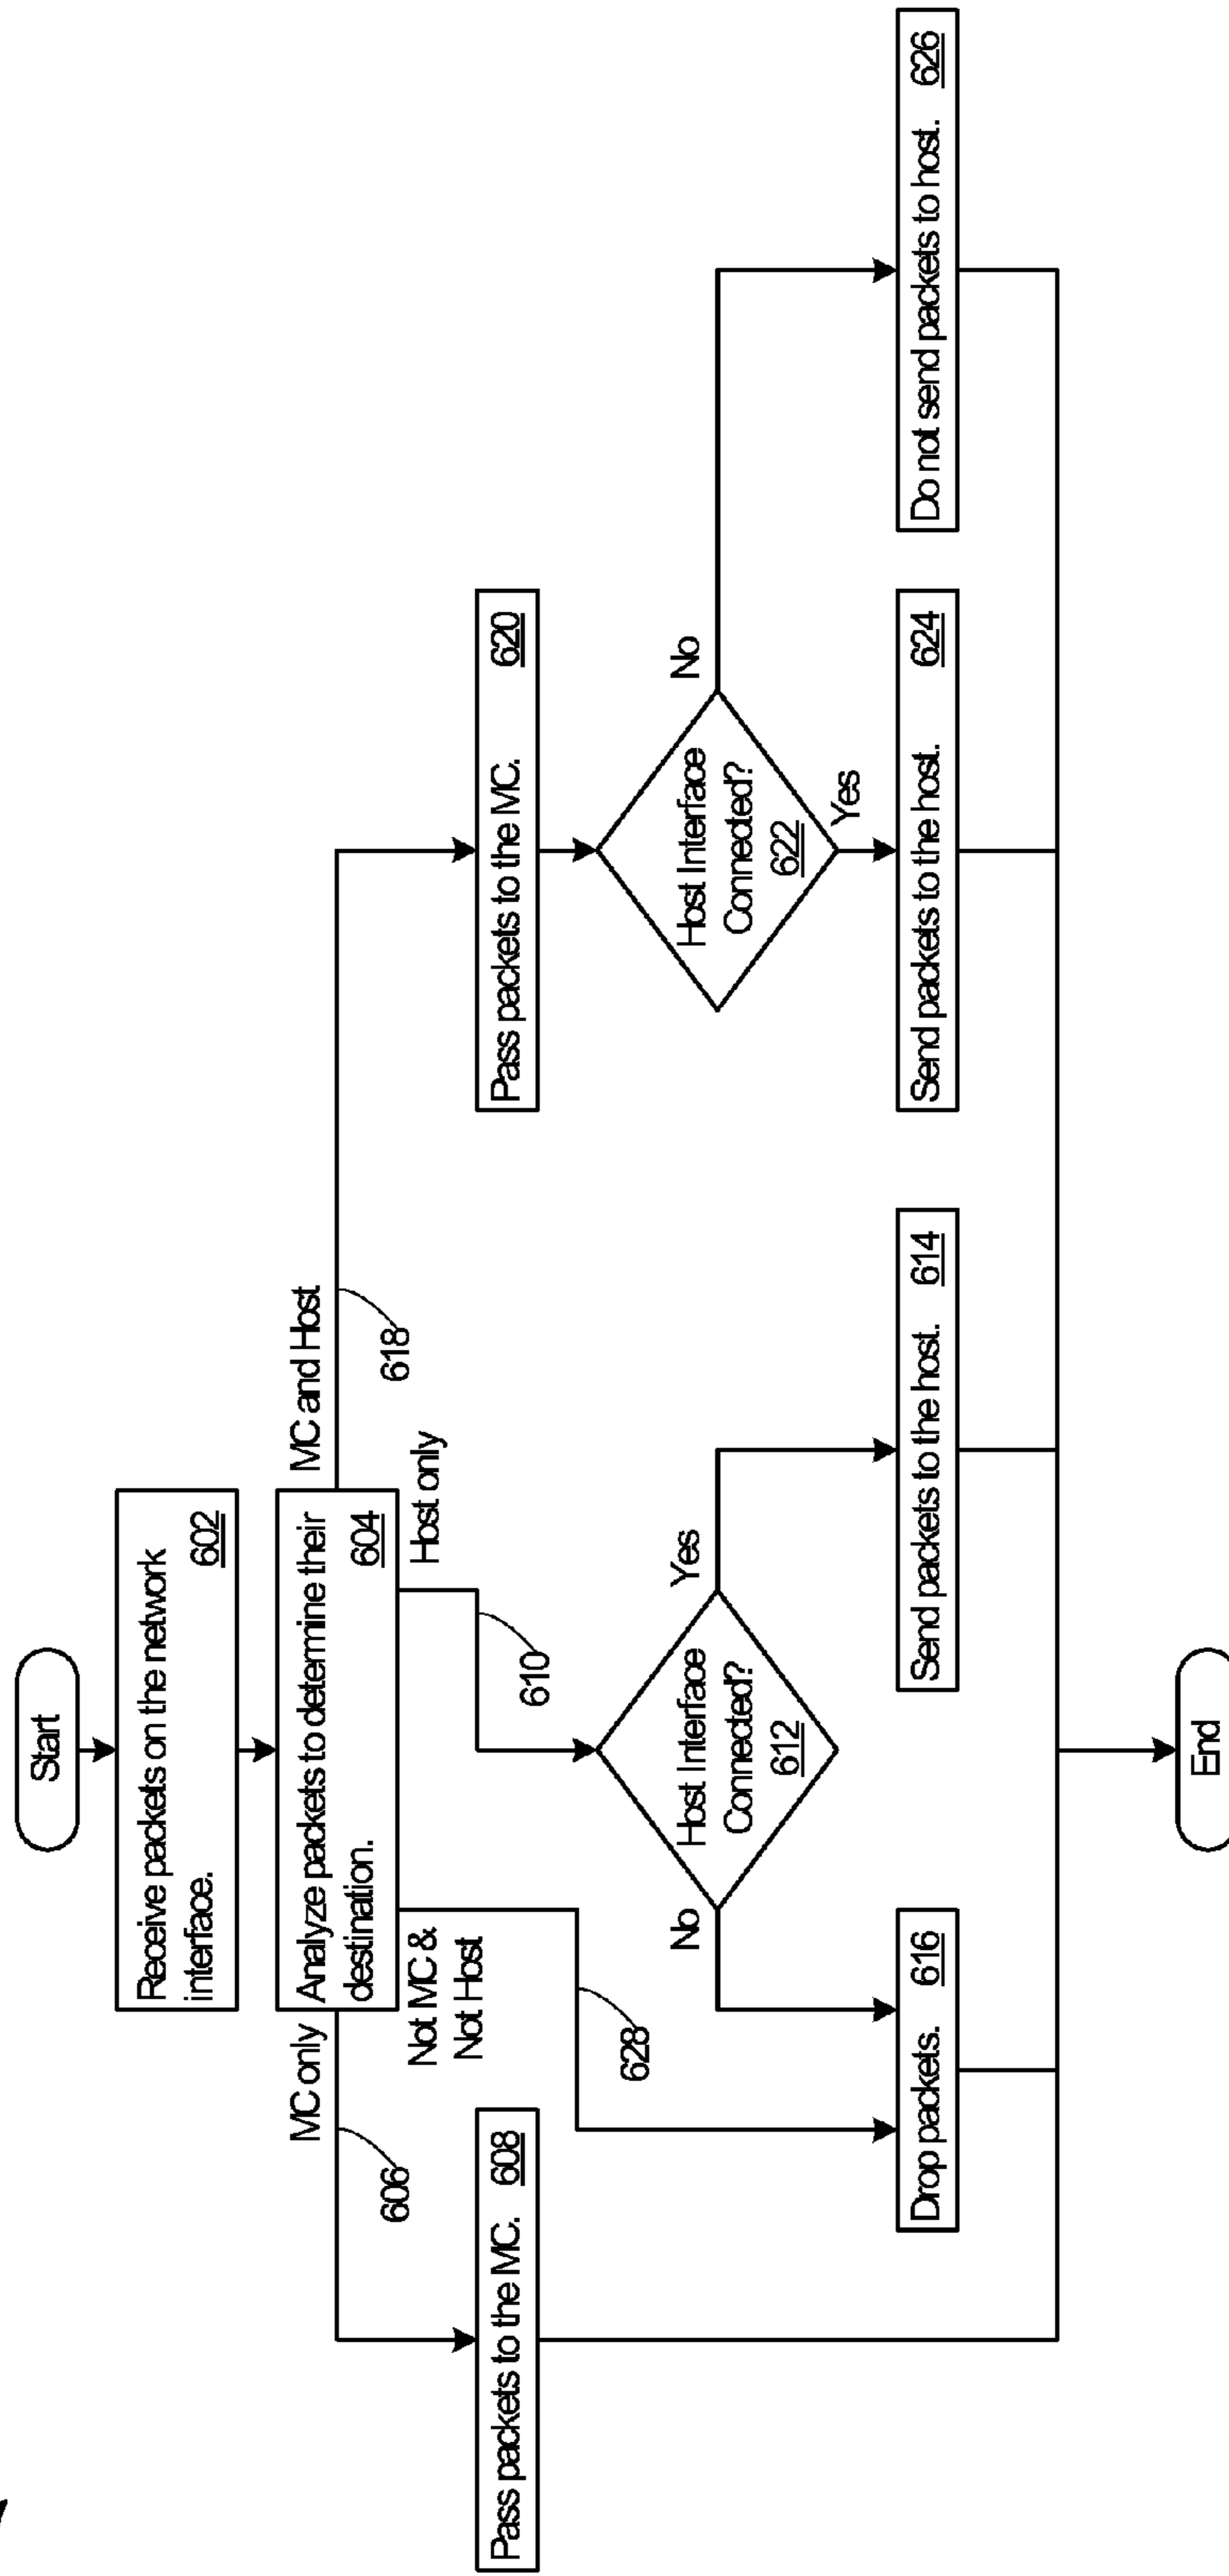 Start
Receive packets on the network
interface. 602
Analyze packets to determine their
destination. 604
MC only
606
MC and Host
618
Not MC &
Not Host
628
Host only
610
Pass packets to the MC. 608
Pass packets to the MC. 620
Host Interface
Connected?
612
No
Yes
Host Interface
Connected?
622
Yes
No
Drop packets. 616
Send packets to the host. 614
Send packets to the host. 624
Do not send packets to host. 626
End